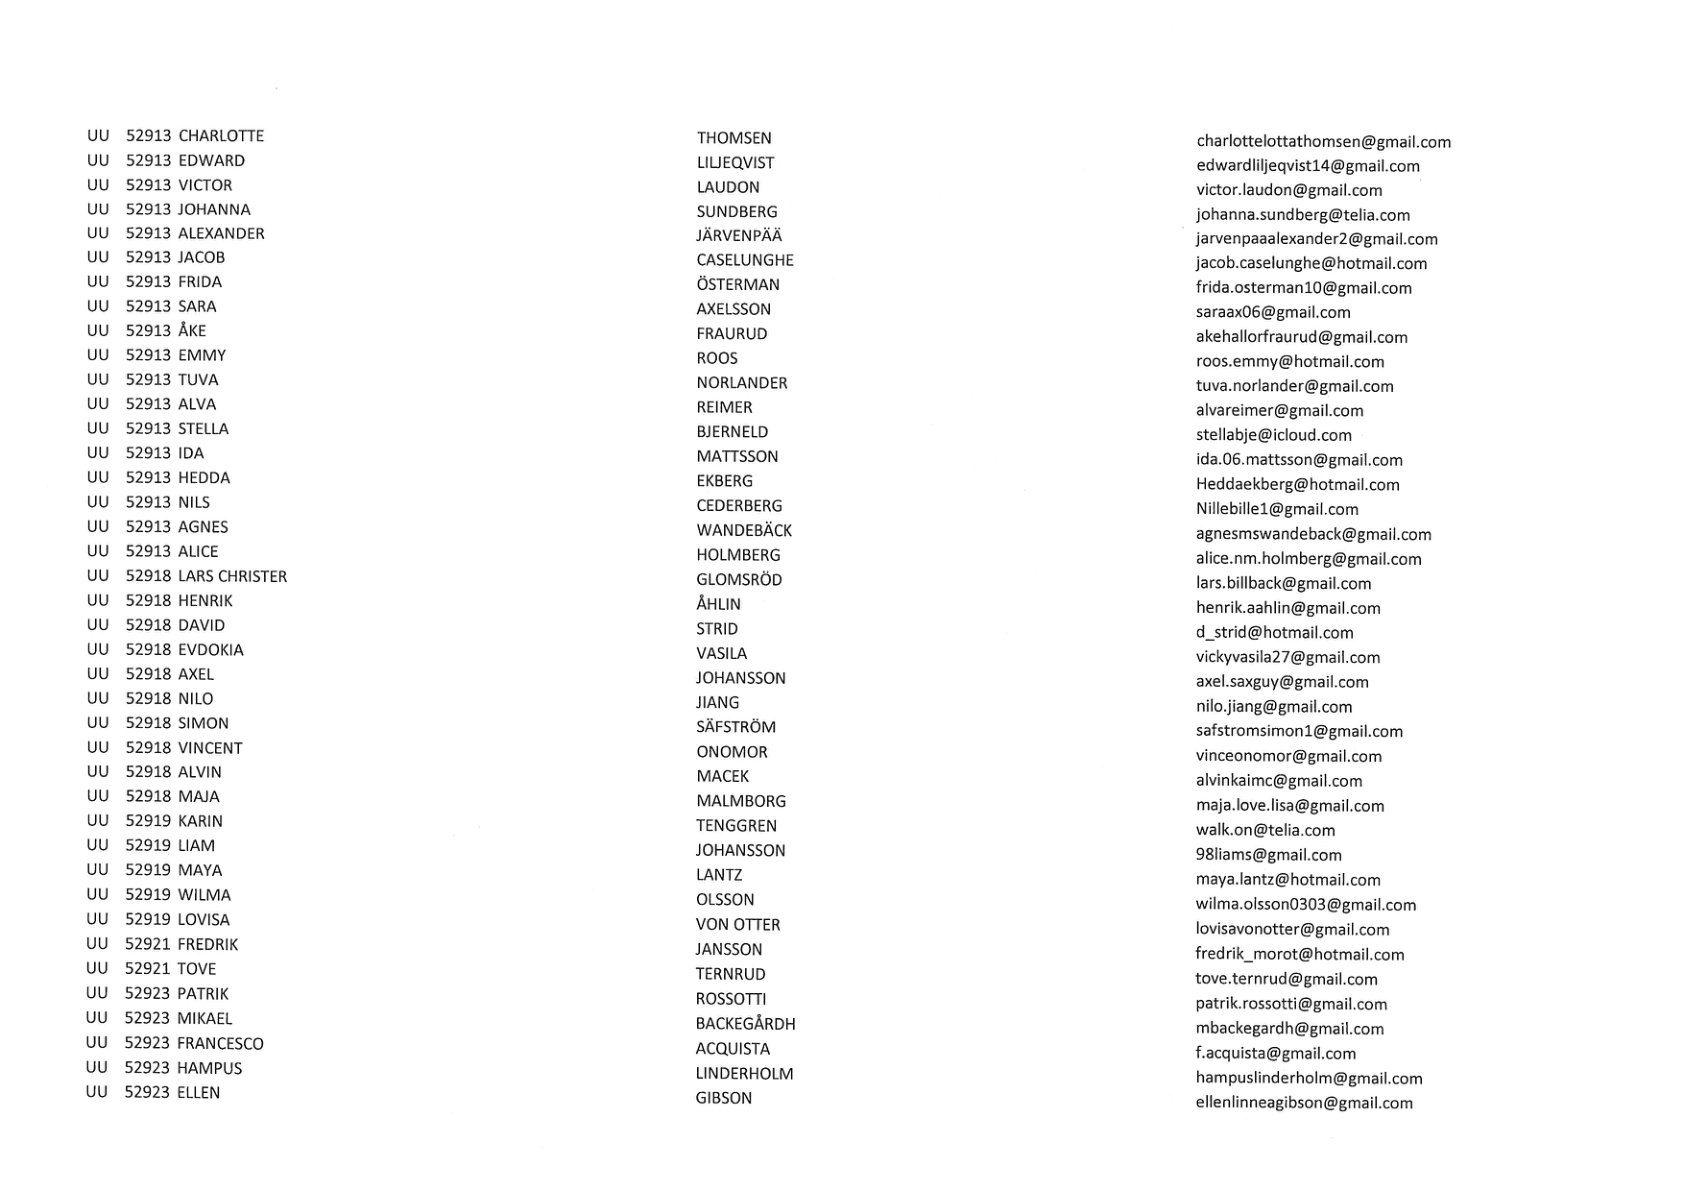 UU 52913 CHARLOTTE THOMSEN charlottelottathomsen@gmail.com
UU 52913 EDWARD LILJEQVIST edwardliljeqvist14@gmail.com
UU 52913 VICTOR LAUDON victor.laudon@gmail.com
UU 52913 JOHANNA SUNDBERG johanna.sundberg@telia.com
UU 52913 ALEXANDER JÄRVENPÄÄ jarvenpaaalexander2@gmail.com
UU 52913 JACOB CASELUNGHE jacob.caselunghe@hotmail.com
UU 52913 FRIDA ÖSTERMAN frida.osterman10@gmail.com
UU 52913 SARA AXELSSON saraax06@gmail.com
UU 52913 ÅKE FRAURUD akehallorfraurud@gmail.com
UU 52913 EMMY ROOS roos.emmy@hotmail.com
UU 52913 TUVA NORLANDER tuva.norlander@gmail.com
UU 52913 ALVA REIMER alvareimer@gmail.com
UU 52913 STELLA BJERNELD stellabje@icloud.com
UU 52913 IDA MATTSSON ida.06.mattsson@gmail.com
UU 52913 HEDDA EKBERG Heddaekberg@hotmail.com
UU 52913 NILS CEDERBERG Nillebille1@gmail.com
UU 52913 AGNES WANDEBÄCK agnesmswandeback@gmail.com
UU 52913 ALICE HOLMBERG alice.nm.holmberg@gmail.com
UU 52918 LARS CHRISTER GLOMSRÖD lars.billback@gmail.com
UU 52918 HENRIK ÅHLIN henrik.aahlin@gmail.com
UU 52918 DAVID STRID d_strid@hotmail.com
UU 52918 EVDOKIA VASILA vickyvasila27@gmail.com
UU 52918 AXEL JOHANSSON axel.saxguy@gmail.com
UU 52918 NILO JIANG nilo.jiang@gmail.com
UU 52918 SIMON SÄFSTRÖM safstromsimon1@gmail.com
UU 52918 VINCENT ONOMOR vinceonomor@gmail.com
UU 52918 ALVIN MACEK alvinkaimc@gmail.com
UU 52918 MAJA MALMBORG maja.love.lisa@gmail.com
UU 52919 KARIN TENGGREN walk.on@telia.com
UU 52919 LIAM JOHANSSON 98liams@gmail.com
UU 52919 MAYA LANTZ maya.lantz@hotmail.com
UU 52919 WILMA OLSSON wilma.olsson0303@gmail.com
UU 52919 LOVISA VON OTTER lovisavonotter@gmail.com
UU 52921 FREDRIK JANSSON fredrik_morot@hotmail.com
UU 52921 TOVE TERNRUD tove.ternrud@gmail.com
UU 52923 PATRIK ROSSOTTI patrik.rossotti@gmail.com
UU 52923 MIKAEL BACKEGÅRDH mbackegardh@gmail.com
UU 52923 FRANCESCO ACQUISTA f.acquista@gmail.com
UU 52923 HAMPUS LINDERHOLM hampuslinderholm@gmail.com
UU 52923 ELLEN GIBSON ellenlinneagibson@gmail.com